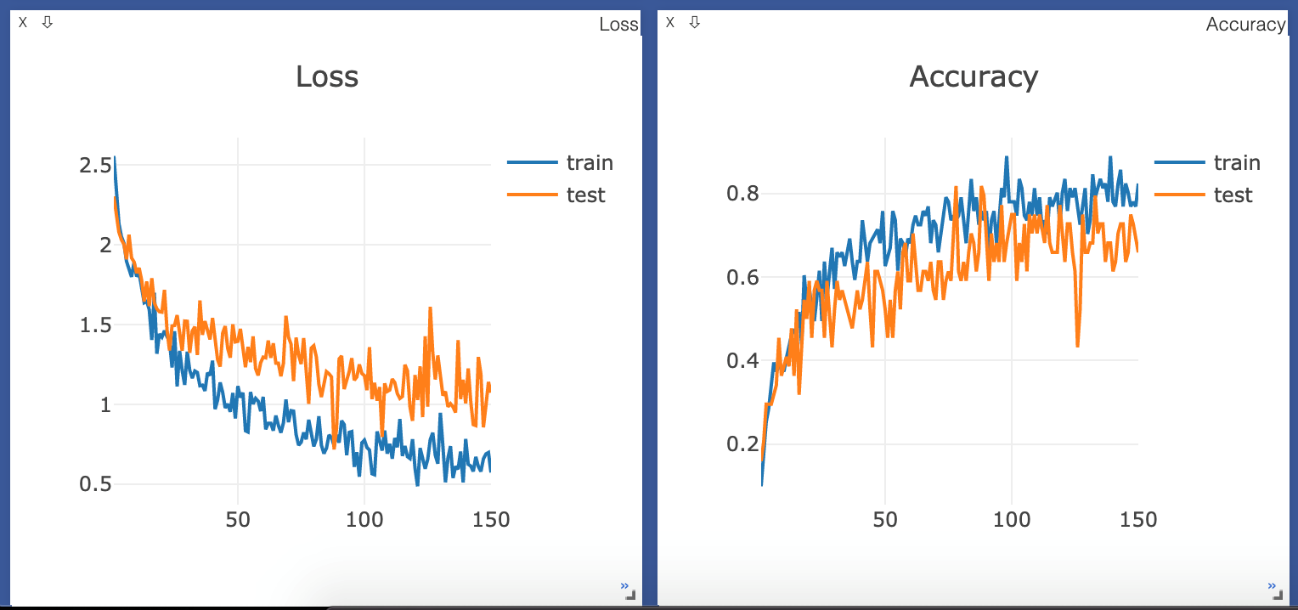 X ⇩ Loss
Loss
2.5
2
1.5
1
0.5
50 100 150
train
test
»
X ⇩ Accuracy
Accuracy
0.8
0.6
0.4
0.2
50 100 150
train
test
»